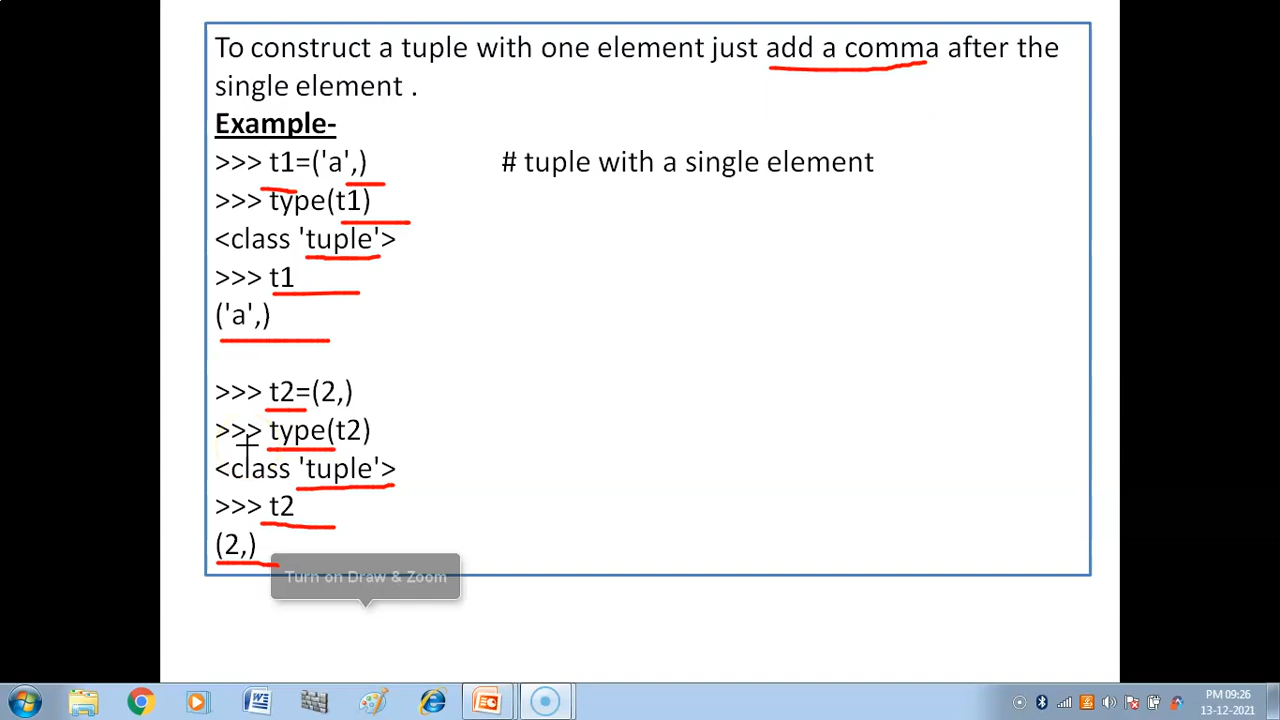 To construct a tuple with one element just add a comma after the
single element .
Example-
>>> t1=('a',) # tuple with a single element
>>> type(t1)
<class 'tuple'>
>>> t1
('a',)
>>> t2=(2,)
>>> type(t2)
<class 'tuple'>
>>> t2
(2,)
Turn on Draw & Zoom
PM 09:26
13-12-2021